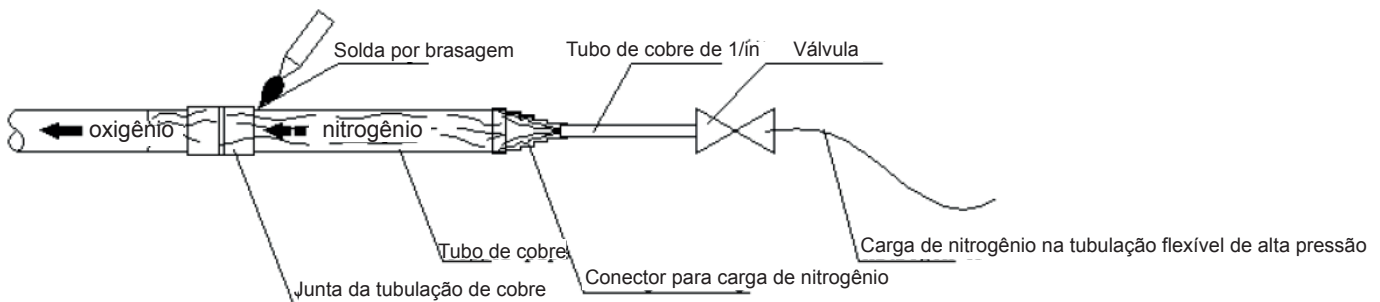 Solda por brasagem
Tubo de cobre de 1/in
Válvula
oxigênio
nitrogênio
Tubo de cobre
Carga de nitrogênio na tubulação flexível de alta pressão
Conector para carga de nitrogênio
Junta da tubulação de cobre